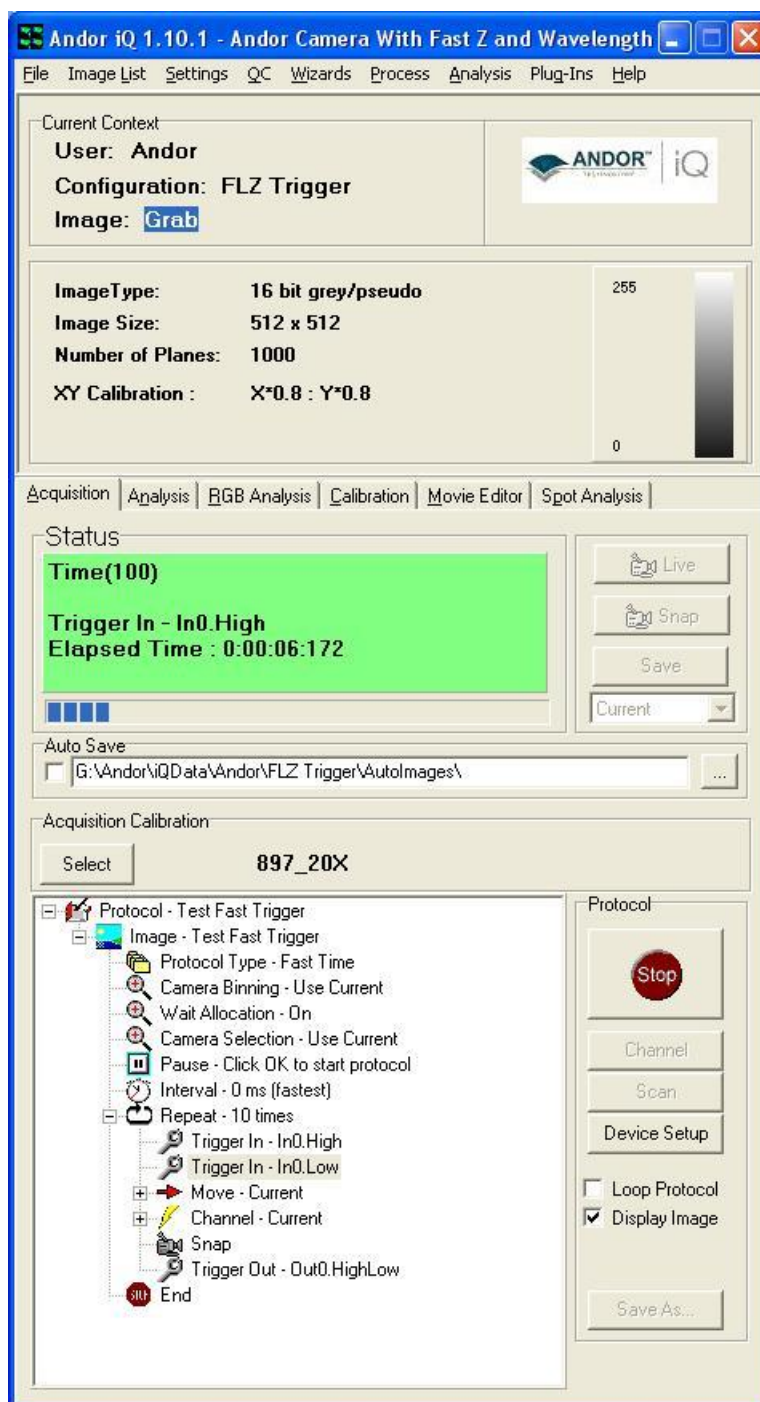 Andor iQ 1.10.1 - Andor Camera With Fast Z and Wavelength
File Image List Settings QC Wizards Process Analysis Plug-Ins Help
Current Context
User: Andor
Configuration: FLZ Trigger
Image: Grab
ANDOR™ iQ
ImageType: 16 bit grey/pseudo
Image Size: 512 x 512
Number of Planes: 1000
XY Calibration : X*0.8 : Y*0.8
255
0
Acquisition Analysis RGB Analysis Calibration Movie Editor Spot Analysis
Status
Time(100)
Trigger In - In0.High
Elapsed Time : 0:00:06:172
Live
Snap
Save
Current
Auto Save
G:\Andor\iQData\Andor\FLZ Trigger\AutoImages\
...
Acquisition Calibration
Select 897_20X
Protocol - Test Fast Trigger
Image - Test Fast Trigger
Protocol Type - Fast Time
Camera Binning - Use Current
Wait Allocation - On
Camera Selection - Use Current
Pause - Click OK to start protocol
Interval - 0 ms (fastest)
Repeat - 10 times
Trigger In - In0.High
Trigger In - In0.Low
Move - Current
Channel - Current
Snap
Trigger Out - Out0.HighLow
End
Protocol
Stop
Channel
Scan
Device Setup
Loop Protocol
Display Image
Save As...